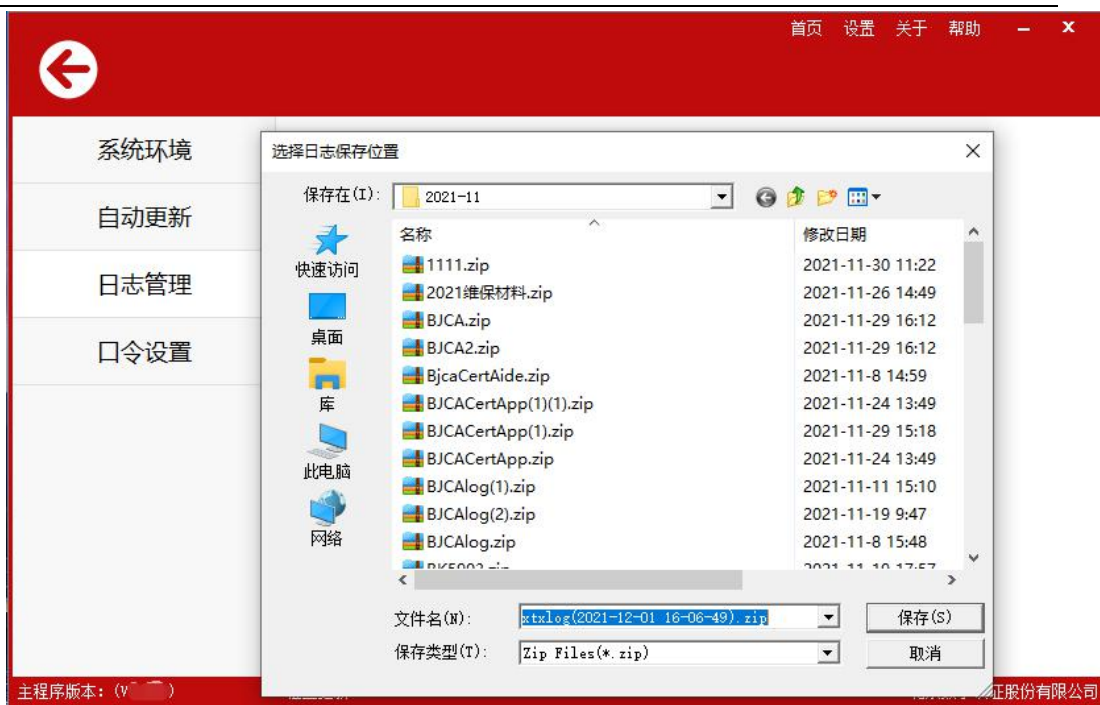 首页 设置 关于 帮助
系统环境
自动更新
日志管理
口令设置
选择日志保存位置
保存在(I):
2021-11
快速访问
桌面
库
此电脑
网络
名称 修改日期
1111.zip 2021-11-30 11:22
2021维保材料.zip 2021-11-26 14:49
BJCA.zip 2021-11-29 16:12
BJCA2.zip 2021-11-29 16:12
BjcaCertAide.zip 2021-11-8 14:59
BJCACertApp(1)(1).zip 2021-11-24 13:49
BJCACertApp(1).zip 2021-11-29 15:18
BJCACertApp.zip 2021-11-24 13:49
BJCAlog(1).zip 2021-11-11 15:10
BJCAlog(2).zip 2021-11-19 9:47
BJCAlog.zip 2021-11-8 15:48
文件名(N): xtxlog(2021-12-01 16-06-49).zip 保存(S)
保存类型(T): Zip Files(*.zip) 取消
主程序版本：(V )
证股份有限公司